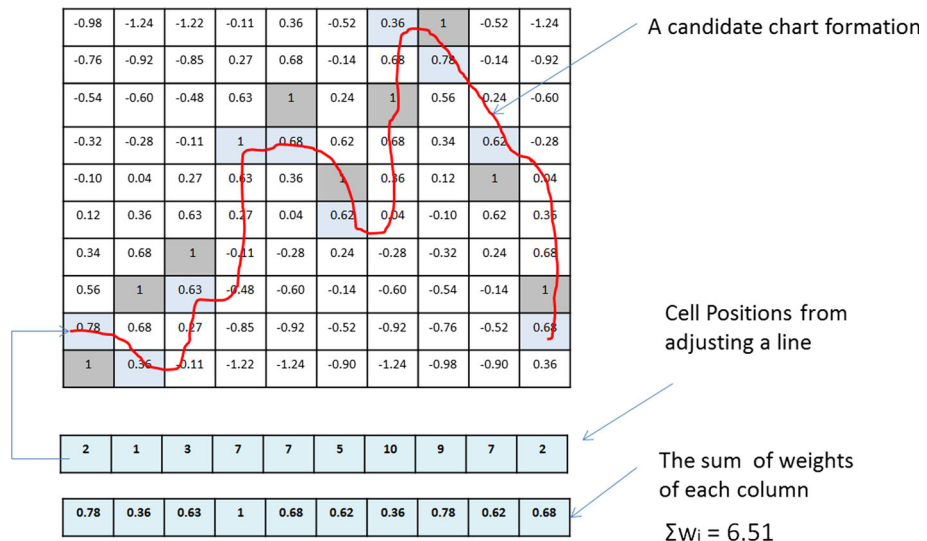 -0.98 -1.24 -1.22 -0.11 0.36 -0.52 0.36 1 -0.52 -1.24
A candidate chart formation
-0.76 -0.92 -0.85 0.27 0.68 -0.14 0.68 0.78 -0.14 -0.92
-0.54 -0.60 -0.48 0.63 1 0.24 1 0.56 0.24 -0.60
-0.32 -0.28 -0.11 1 0.68 0.62 0.68 0.34 0.62 -0.28
-0.10 0.04 0.27 0.63 0.36 1 0.36 0.12 1 0.04
0.12 0.36 0.63 0.27 0.04 0.62 0.04 -0.10 0.62 0.36
0.34 0.68 1 -0.11 -0.28 0.24 -0.28 -0.32 0.24 0.68
0.56 1 0.63 -0.48 -0.60 -0.14 -0.60 -0.54 -0.14 1
0.78 0.68 0.27 -0.85 -0.92 -0.52 -0.92 -0.76 -0.52 0.68
1 0.36 -0.11 -1.22 -1.24 -0.90 -1.24 -0.98 -0.90 0.36
Cell Positions from
adjusting a line
2 1 3 7 7 5 10 9 7 2
The sum of weights
of each column
0.78 0.36 0.63 1 0.68 0.62 0.36 0.78 0.62 0.68
Σwᵢ = 6.51